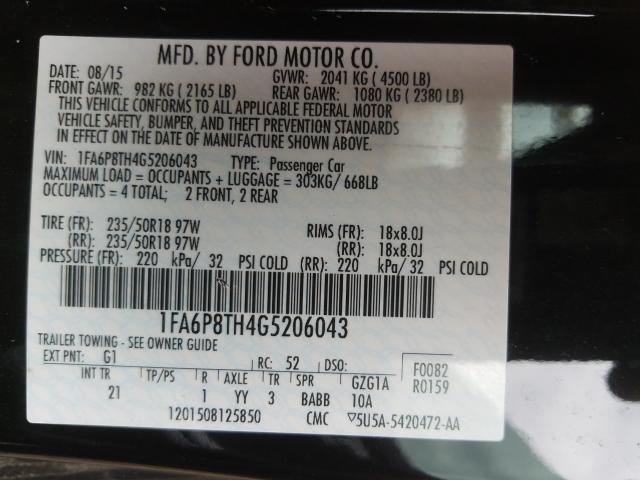 MFD. BY FORD MOTOR CO.
DATE: 08/15 GVWR: 2041 KG ( 4500 LB)
FRONT GAWR: 982 KG ( 2165 LB) REAR GAWR: 1080 KG ( 2380 LB)
THIS VEHICLE CONFORMS TO ALL APPLICABLE FEDERAL MOTOR
VEHICLE SAFETY, BUMPER, AND THEFT PREVENTION STANDARDS
IN EFFECT ON THE DATE OF MANUFACTURE SHOWN ABOVE.
VIN: 1FA6P8TH4G5206043 TYPE: Passenger Car
MAXIMUM LOAD = OCCUPANTS + LUGGAGE = 303KG/ 668LB
OCCUPANTS = 4 TOTAL; 2 FRONT, 2 REAR
TIRE (FR): 235/50R18 97W RIMS (FR): 18x8.0J
(RR): 235/50R18 97W (RR): 18x8.0J
PRESSURE (FR): 220 kPa/ 32 PSI COLD (RR): 220 kPa/ 32 PSI COLD
1FA6P8TH4G5206043
TRAILER TOWING - SEE OWNER GUIDE
EXT PNT: G1 RC: 52 DSO: F0082
INT TR TP/PS R AXLE TR SPR GZG1A R0159
21 1 YY 3 BABB 10A
1201508125850 CMC ▽5U5A-5420472-AA